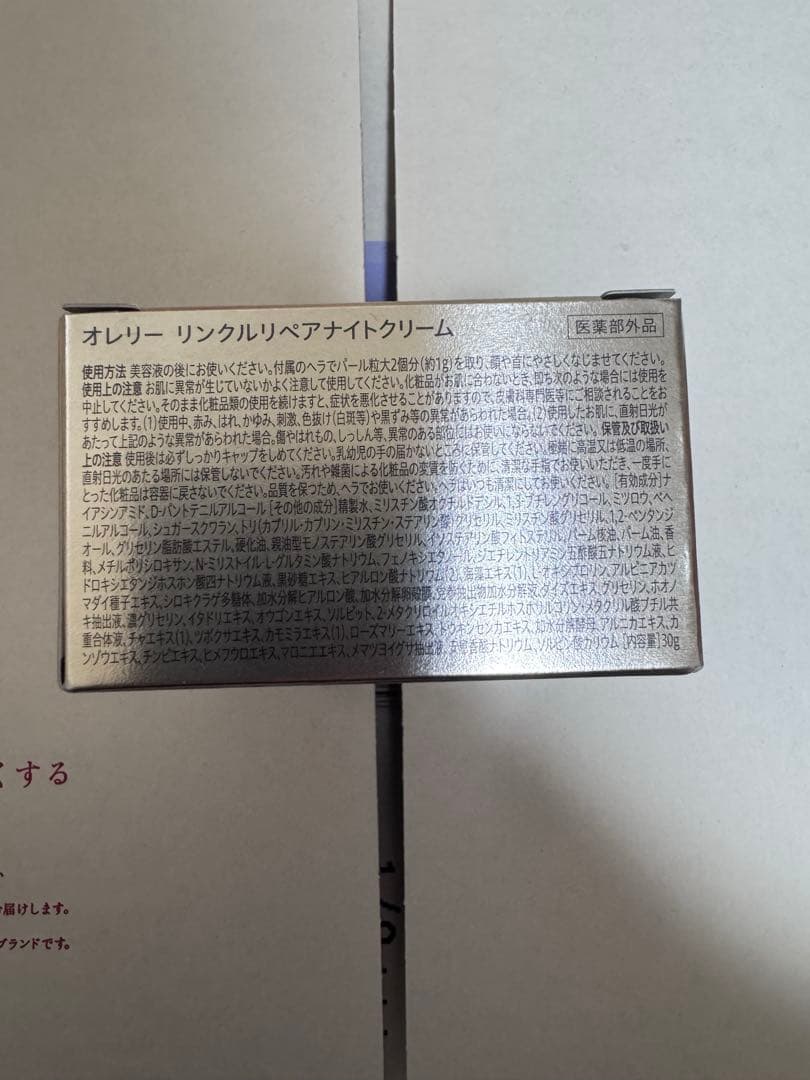 オレリー リンクルリペアナイトクリーム
医薬部外品
使用方法 美容液の後にお使いください。付属のヘラでパール粒大2個分(約1g)を取り、顔や首にやさしくなじませてください。
使用上の注意 お肌に異常が生じていないかよく注意して使用してください。化粧品がお肌に合わないとき、即ち次のような場合には使用を
中止してください。そのまま化粧品類の使用を続けますと、症状を悪化させることがありますので、皮膚科専門医等にご相談されることをお
すすめします。(1)使用中、赤み、はれ、かゆみ、刺激、色抜け(白斑等)や黒ずみ等の異常があらわれた場合。(2)使用したお肌に、直射日光が
あたって上記のような異常があらわれた場合。傷やはれもの、しっしん等、異常のある部位にはお使いにならないでください。 保管及び取扱い
上の注意 使用後は必ずしっかりキャップをしめてください。乳幼児の手の届かないところに保管してください。極端に高温又は低温の場所、
直射日光のあたる場所には保管しないでください。汚れや雑菌による化粧品の変質を防ぐために、清潔な手指でお使いいただき、一度手に
とった化粧品は容器に戻さないでください。品質を保つため、ヘラでお使いください。ヘラはいつも清潔にしてお使いください。[有効成分]ナ
イアシンアミド、D-パントテニルアルコール [その他の成分]精製水、ミリスチン酸オクチルドデシル、1,3-ブチレングリコール、ミツロウ、ベヘ
ニルアルコール、シュガースクワラン、トリ(カプリル・カプリン・ミリスチン・ステアリン酸)グリセリル、ミリスチン酸グリセリル、1,2-ペンタンジ
オール、グリセリン脂肪酸エステル、硬化油、親油型モノステアリン酸グリセリル、イソステアリン酸フィトステリル、パーム核油、パーム油、香
料、メチルポリシロキサン、N-ミリストイル-L-グルタミン酸ナトリウム、フェノキシエタノール、ジエチレントリアミン五酢酸五ナトリウム液、ヒ
ドロキシエタンジホスホン酸四ナトリウム液、黒砂糖エキス、ヒアルロン酸ナトリウム(2)、海藻エキス(1)、L-オキシプロリン、アルピニアカツ
マダイ種子エキス、シロキクラゲ多糖体、加水分解ヒアルロン酸、加水分解卵殻膜、党参抽出物加水分解液、ダイズエキス、グリセリン、ホオノ
キ抽出液、濃グリセリン、イタドリエキス、オウゴンエキス、ソルビット、2-メタクリロイルオキシエチルホスホリルコリン・メタクリル酸ブチル共
重合体液、チャエキス(1)、ツボクサエキス、カモミラエキス(1)、ローズマリーエキス、トウキンセンカエキス、加水分解酵母、アルニカエキス、カ
ンゾウエキス、チンピエキス、ヒメフウロエキス、マロニエエキス、メマツヨイグサ抽出液、安息香酸ナトリウム、ソルビン酸カリウム [内容量]30g
くする
届けします。
ブランドです。